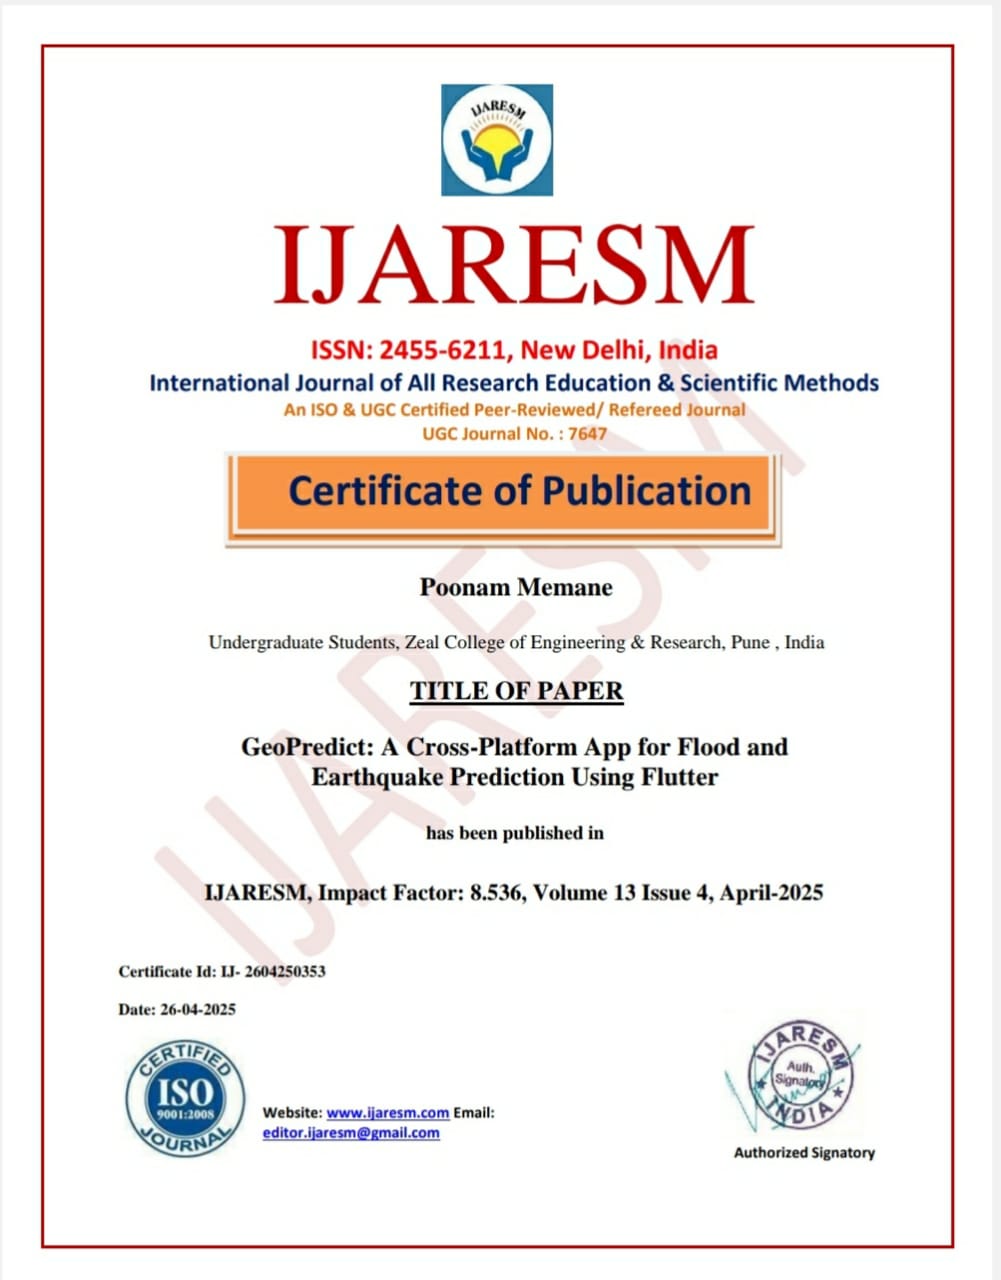 IJARESM
IJARESM
ISSN: 2455-6211, New Delhi, India
International Journal of All Research Education & Scientific Methods
An ISO & UGC Certified Peer-Reviewed/ Refereed Journal
UGC Journal No. : 7647
Certificate of Publication
Poonam Memane
Undergraduate Students, Zeal College of Engineering & Research, Pune , India
TITLE OF PAPER
GeoPredict: A Cross-Platform App for Flood and
Earthquake Prediction Using Flutter
has been published in
IJARESM, Impact Factor: 8.536, Volume 13 Issue 4, April-2025
IJARESM
Certificate Id: IJ- 2604250353
Date: 26-04-2025
CERTIFIED
ISO
9001:2008
JOURNAL
Website: www.ijaresm.com Email:
editor.ijaresm@gmail.com
IJARESM
Auth.
Signatory
INDIA
Authorized Signatory